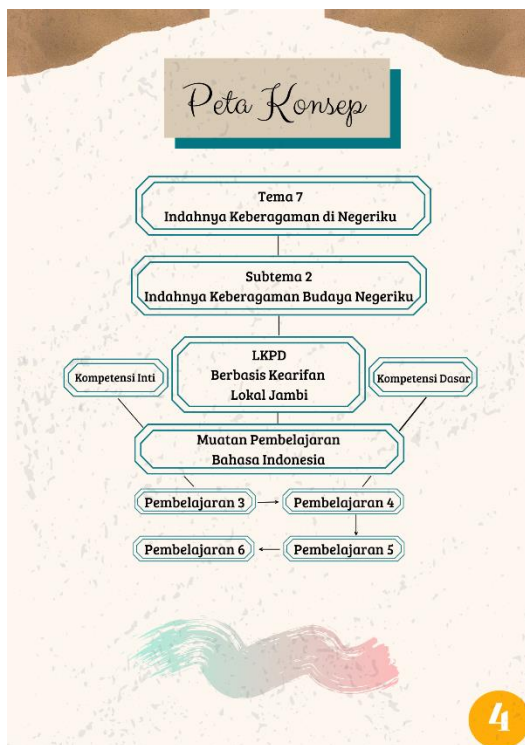 Peta Konsep
Tema 7
Indahnya Keberagaman di Negeriku
Subtema 2
Indahnya Keberagaman Budaya Negeriku
LKPD
Berbasis Kearifan
Lokal Jambi
Kompetensi Inti
Kompetensi Dasar
Muatan Pembelajaran
Bahasa Indonesia
Pembelajaran 3
Pembelajaran 4
Pembelajaran 6
Pembelajaran 5
4